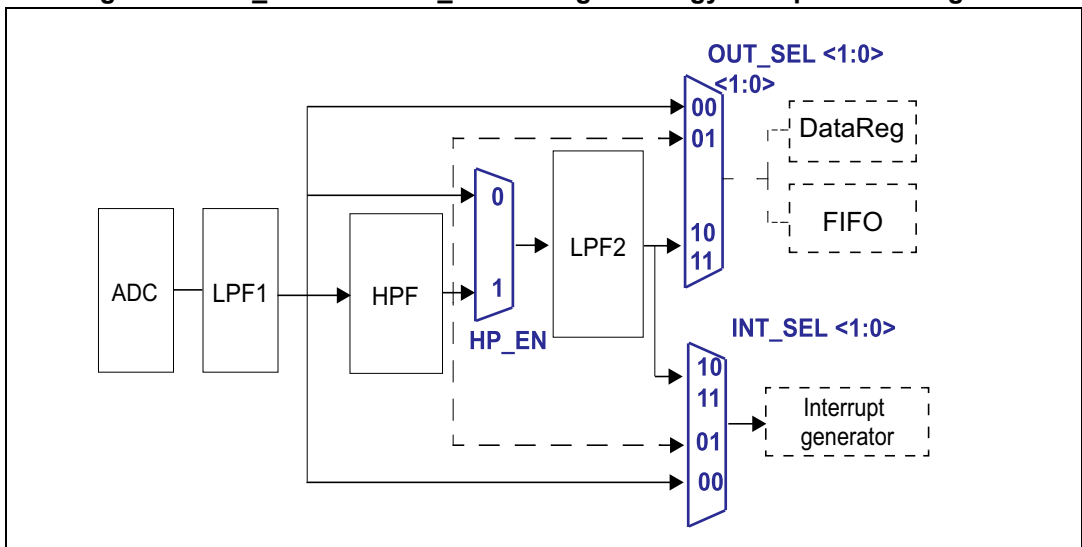 OUT_SEL <1:0>
<1:0>
00
01
DataReg
0
10
11
LPF2
FIFO
ADC
LPF1
HPF
1
HP_EN
INT_SEL <1:0>
10
11
01
00
Interrupt
generator